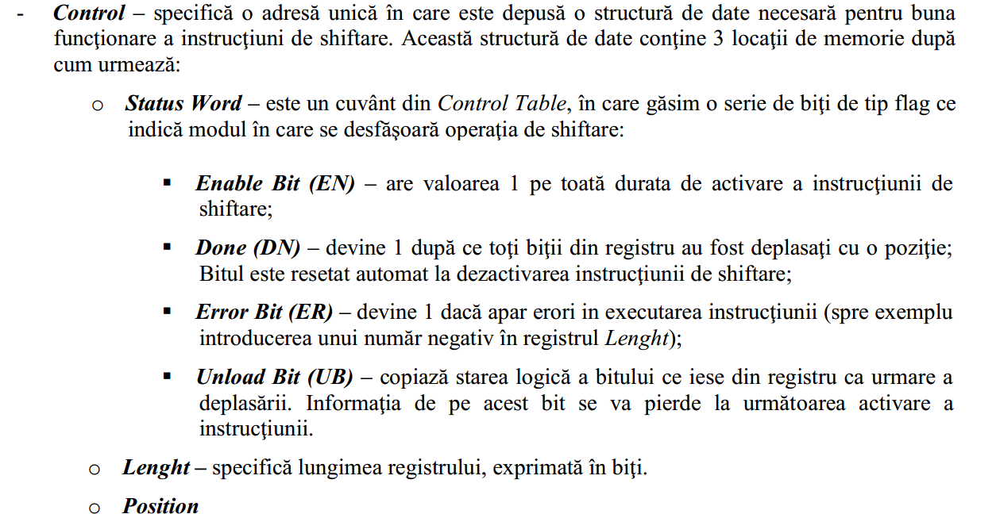 - Control – specifică o adresă unică în care este depusă o structură de date necesară pentru buna
funcţionare a instrucţiuni de shiftare. Această structură de date conţine 3 locaţii de memorie după
cum urmează:
o Status Word – este un cuvânt din Control Table, în care găsim o serie de biţi de tip flag ce
indică modul în care se desfăşoară operaţia de shiftare:
▪ Enable Bit (EN) – are valoarea 1 pe toată durata de activare a instrucţiunii de
shiftare;
▪ Done (DN) – devine 1 după ce toţi biţii din registru au fost deplasaţi cu o poziţie;
Bitul este resetat automat la dezactivarea instrucţiunii de shiftare;
▪ Error Bit (ER) – devine 1 dacă apar erori in executarea instrucţiunii (spre exemplu
introducerea unui număr negativ în registrul Lenght);
▪ Unload Bit (UB) – copiază starea logică a bitului ce iese din registru ca urmare a
deplasării. Informaţia de pe acest bit se va pierde la următoarea activare a
instrucţiunii.
o Lenght – specifică lungimea registrului, exprimată în biţi.
o Position